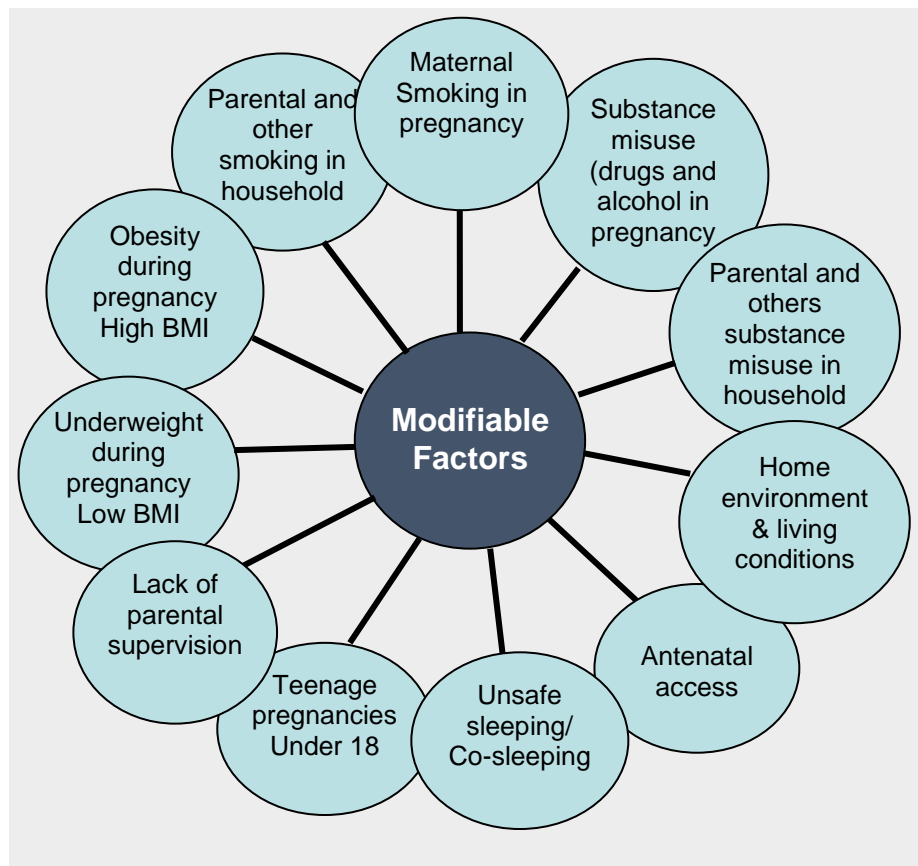 Maternal
Smoking in
pregnancy
Substance
misuse
(drugs and
alcohol in
pregnancy
Parental and
others
substance
misuse in
household
Home
environment
& living
conditions
Antenatal
access
Unsafe
sleeping/
Co-sleeping
Teenage
pregnancies
Under 18
Lack of
parental
supervision
Underweight
during
pregnancy
Low BMI
Obesity
during
pregnancy
High BMI
Parental and
other
smoking in
household
Modifiable
Factors